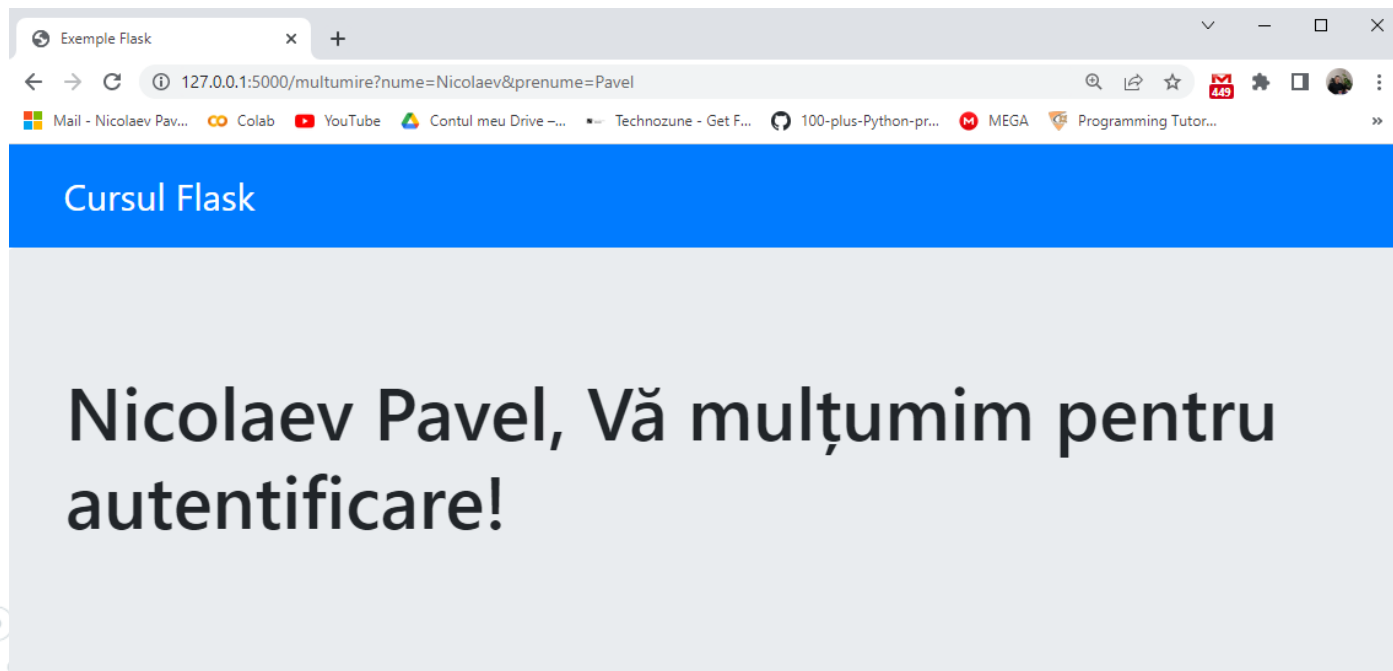 Exemple Flask
127.0.0.1:5000/multumire?nume=Nicolaev&prenume=Pavel
449
Mail - Nicolaev Pav... Colab YouTube Contul meu Drive –... Technozune - Get F... 100-plus-Python-pr... MEGA Programming Tutor... »
Cursul Flask
Nicolaev Pavel, Vă mulțumim pentru
autentificare!